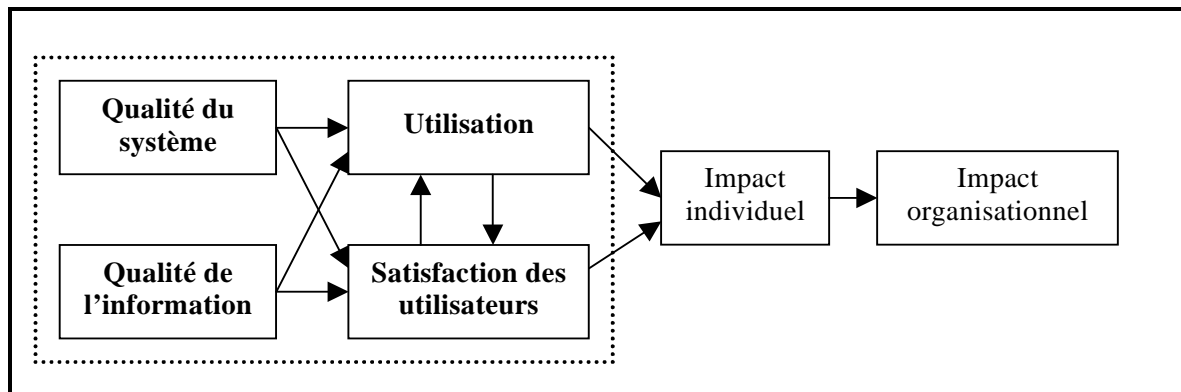 Qualité du
système
Utilisation
Qualité de
l’information
Satisfaction des
utilisateurs
Impact
individuel
Impact
organisationnel